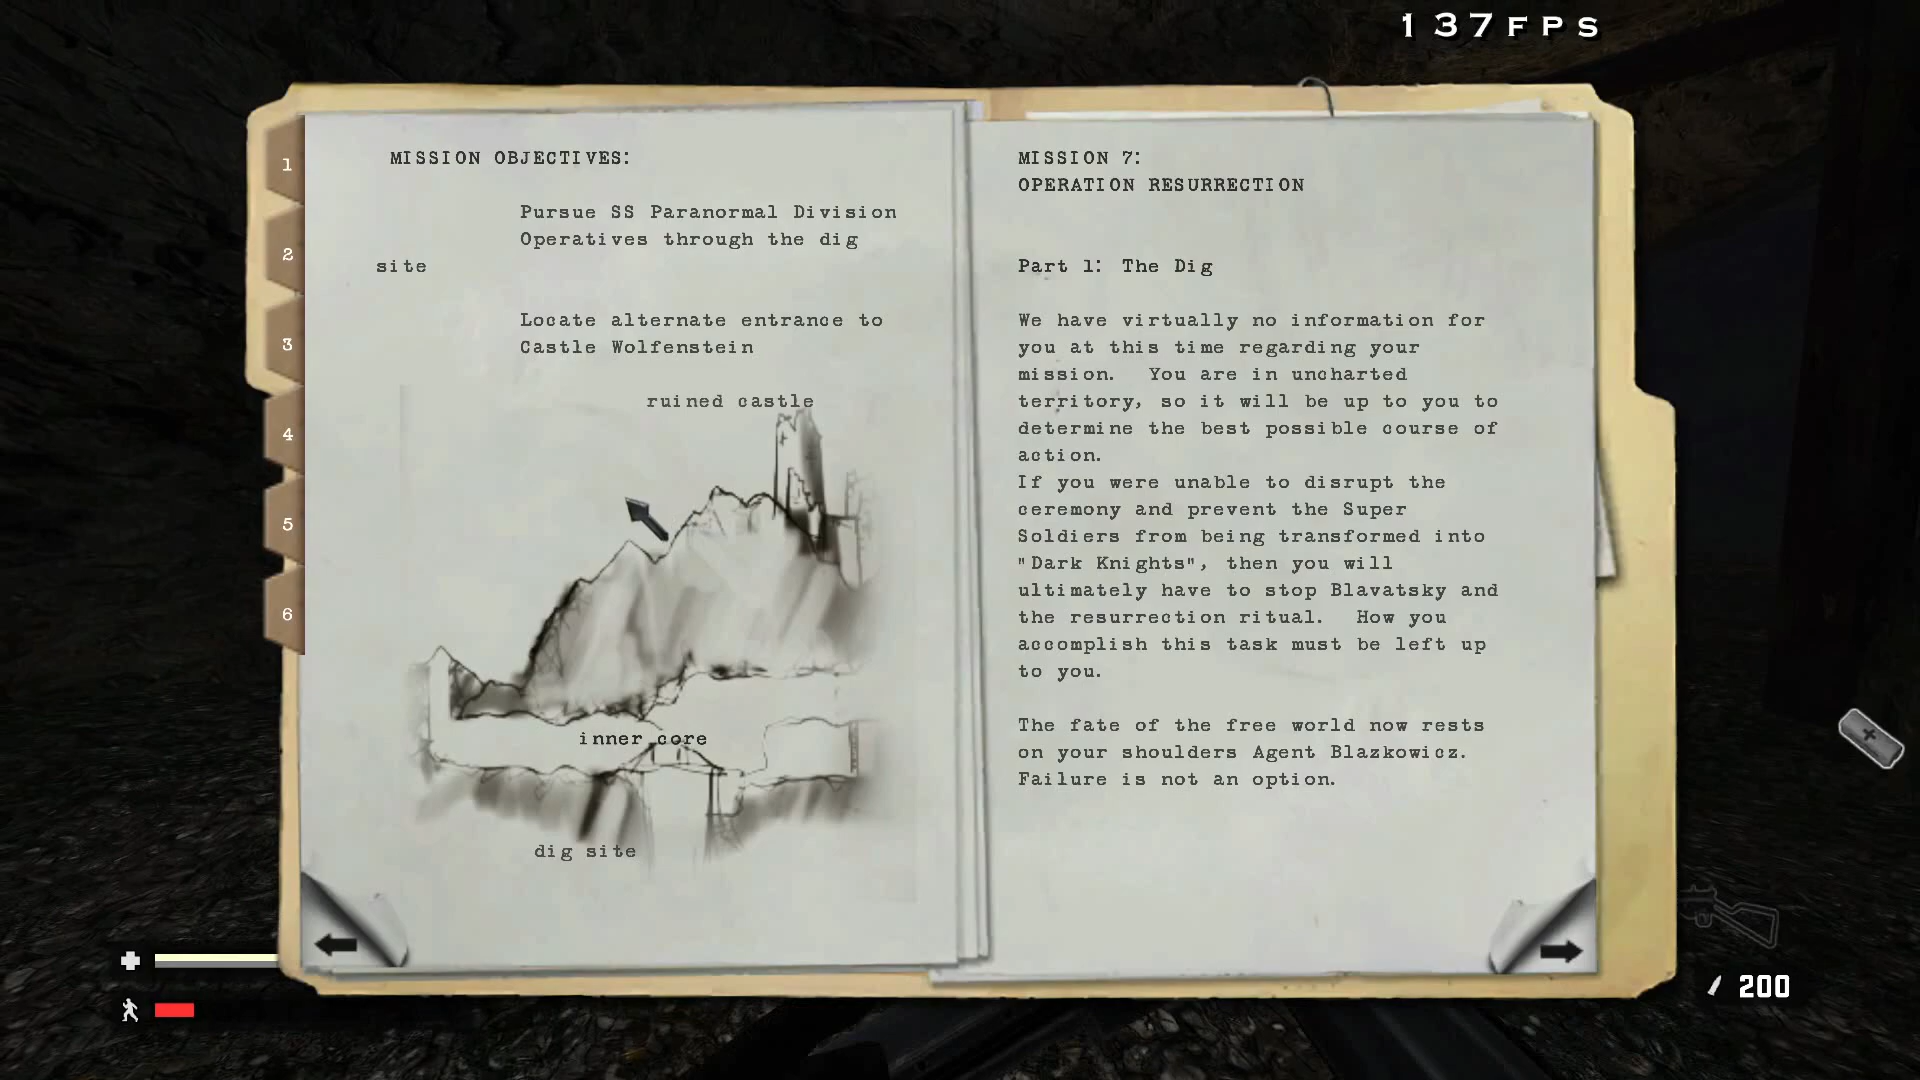 137FPS
1
2
3
4
5
6
MISSION OBJECTIVES:
Pursue SS Paranormal Division
Operatives through the dig
site
Locate alternate entrance to
Castle Wolfenstein
ruined castle
inner core
dig site
MISSION 7:
OPERATION RESURRECTION
Part 1: The Dig
We have virtually no information for
you at this time regarding your
mission. You are in uncharted
territory, so it will be up to you to
determine the best possible course of
action.
If you were unable to disrupt the
ceremony and prevent the Super
Soldiers from being transformed into
"Dark Knights", then you will
ultimately have to stop Blavatsky and
the resurrection ritual. How you
accomplish this task must be left up
to you.
The fate of the free world now rests
on your shoulders Agent Blazkowicz.
Failure is not an option.
200